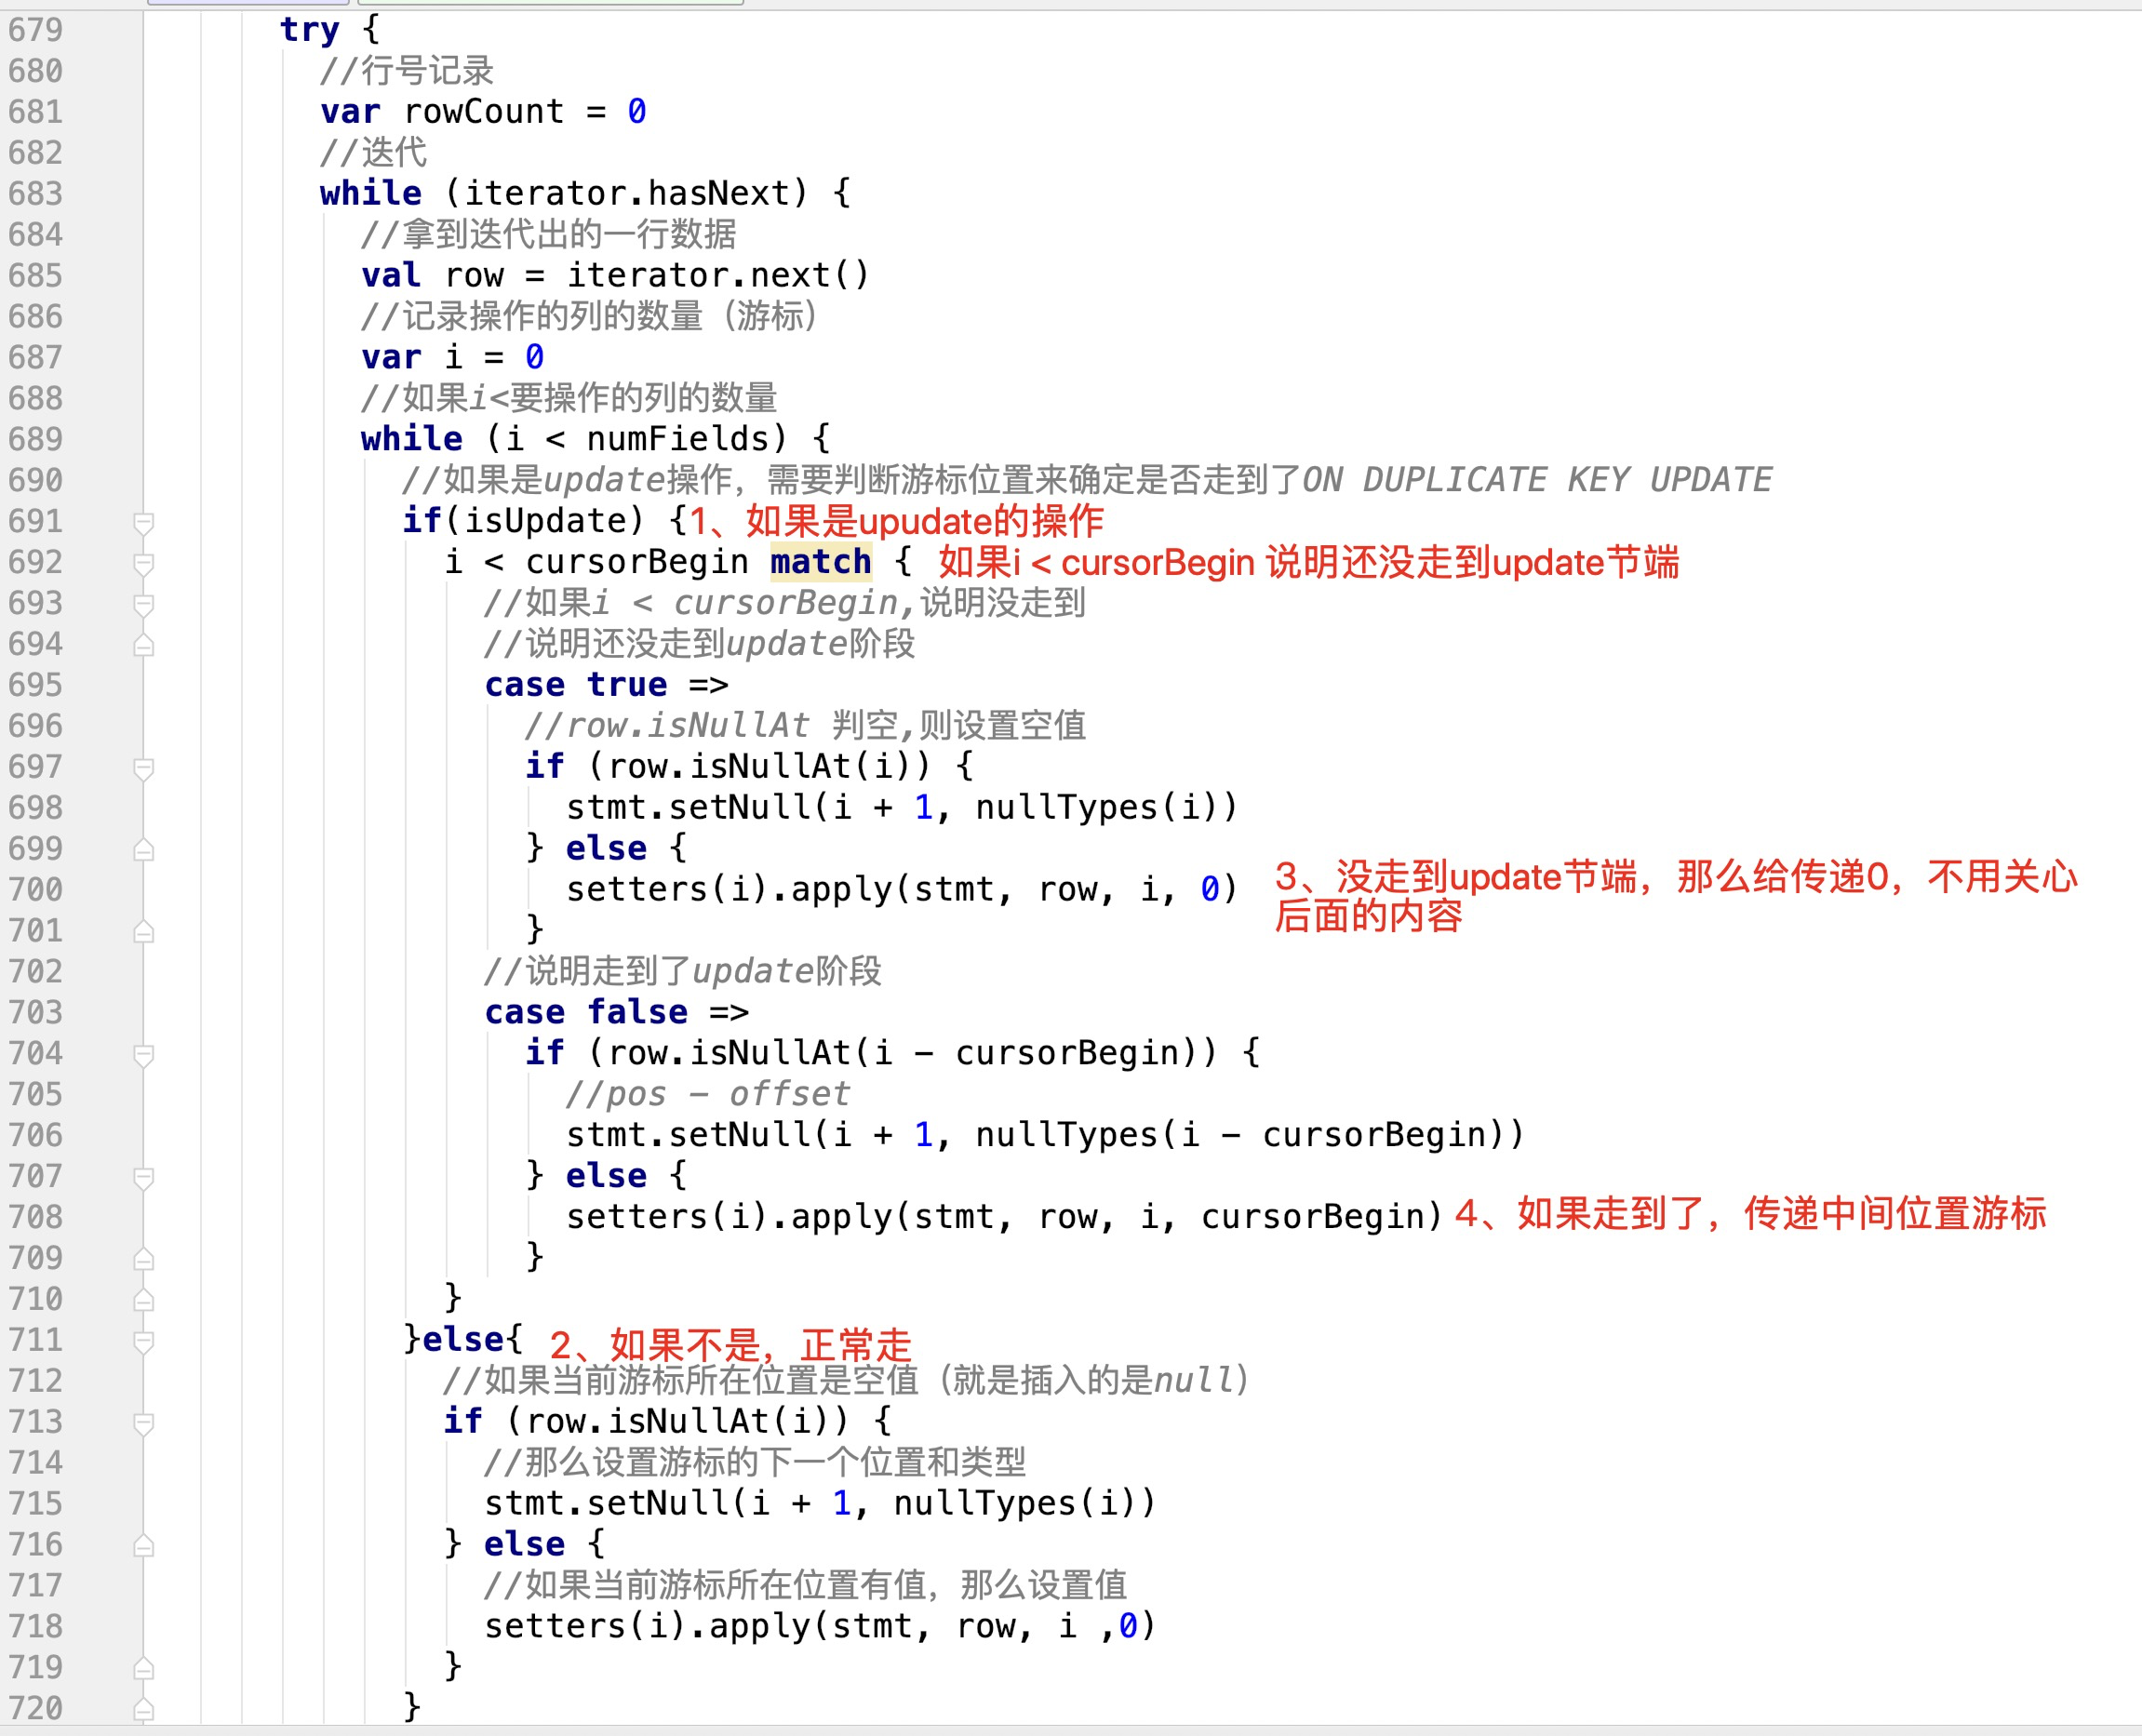 679 try {
680 //行号记录
681 var rowCount = 0
682 //迭代
683 while (iterator.hasNext) {
684 //拿到迭代出的一行数据
685 val row = iterator.next()
686 //记录操作的列的数量（游标）
687 var i = 0
688 //如果i<要操作的列的数量
689 while (i < numFields) {
690 //如果是update操作，需要判断游标位置来确定是否走到了ON DUPLICATE KEY UPDATE
691 if(isUpdate) { 1、如果是upudate的操作
692 i < cursorBegin match { 如果i < cursorBegin 说明还没走到update节端
693 //如果i < cursorBegin,说明没走到
694 //说明还没走到update阶段
695 case true =>
696 //row.isNullAt 判空,则设置空值
697 if (row.isNullAt(i)) {
698 stmt.setNull(i + 1, nullTypes(i))
699 } else {
700 setters(i).apply(stmt, row, i, 0) 3、没走到update节端，那么给传递0，不用关心
701 } 后面的内容
702 //说明走到了update阶段
703 case false =>
704 if (row.isNullAt(i - cursorBegin)) {
705 //pos - offset
706 stmt.setNull(i + 1, nullTypes(i - cursorBegin))
707 } else {
708 setters(i).apply(stmt, row, i, cursorBegin) 4、如果走到了，传递中间位置游标
709 }
710 }
711 }else{ 2、如果不是，正常走
712 //如果当前游标所在位置是空值（就是插入的是null）
713 if (row.isNullAt(i)) {
714 //那么设置游标的下一个位置和类型
715 stmt.setNull(i + 1, nullTypes(i))
716 } else {
717 //如果当前游标所在位置有值，那么设置值
718 setters(i).apply(stmt, row, i ,0)
719 }
720 }